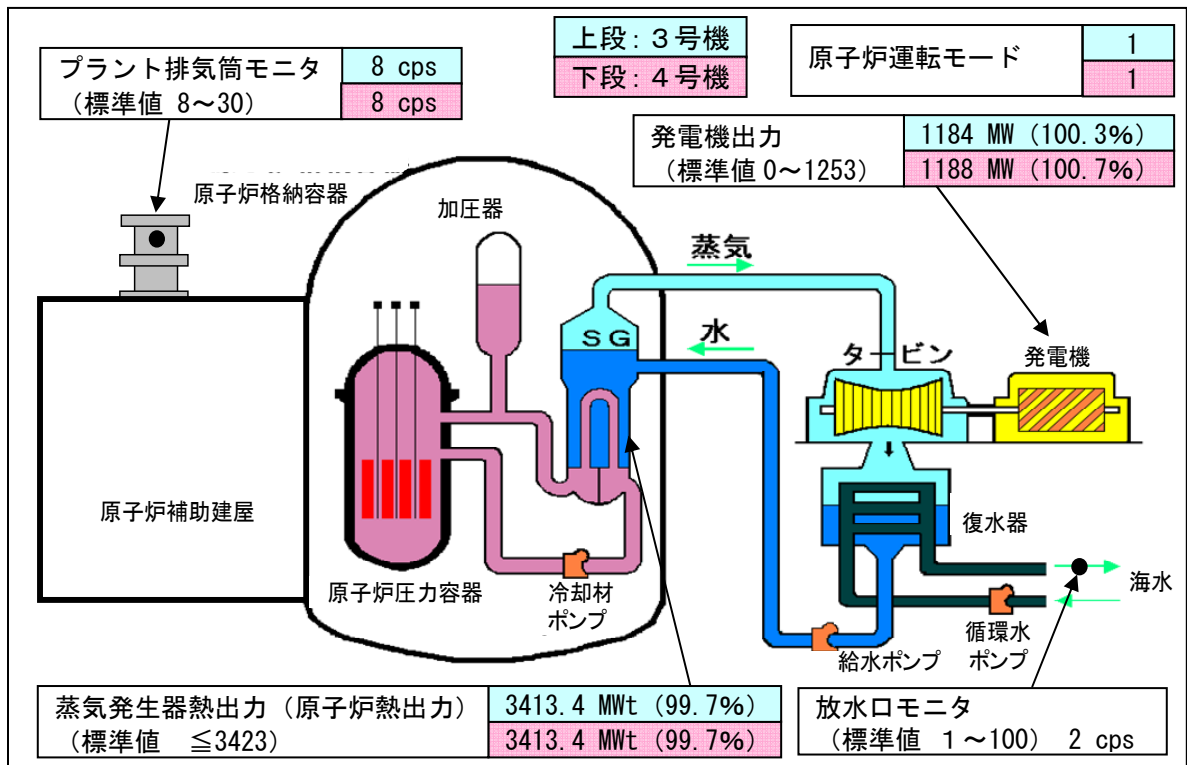 プラント排気筒モニタ
(標準値 8～30)
8 cps
8 cps
上段: ３号機
下段: ４号機
原子炉運転モード
1
1
発電機出力
(標準値 0～1253)
1184 MW (100.3%)
1188 MW (100.7%)
原子炉格納容器
加圧器
蒸気
ＳＧ
水
タービン
発電機
原子炉補助建屋
復水器
原子炉圧力容器
冷却材
ポンプ
海水
循環水
ポンプ
給水ポンプ
蒸気発生器熱出力 (原子炉熱出力)
(標準値　≦3423)
3413.4 MWt (99.7%)
3413.4 MWt (99.7%)
放水口モニタ
(標準値 １～100)　2 cps